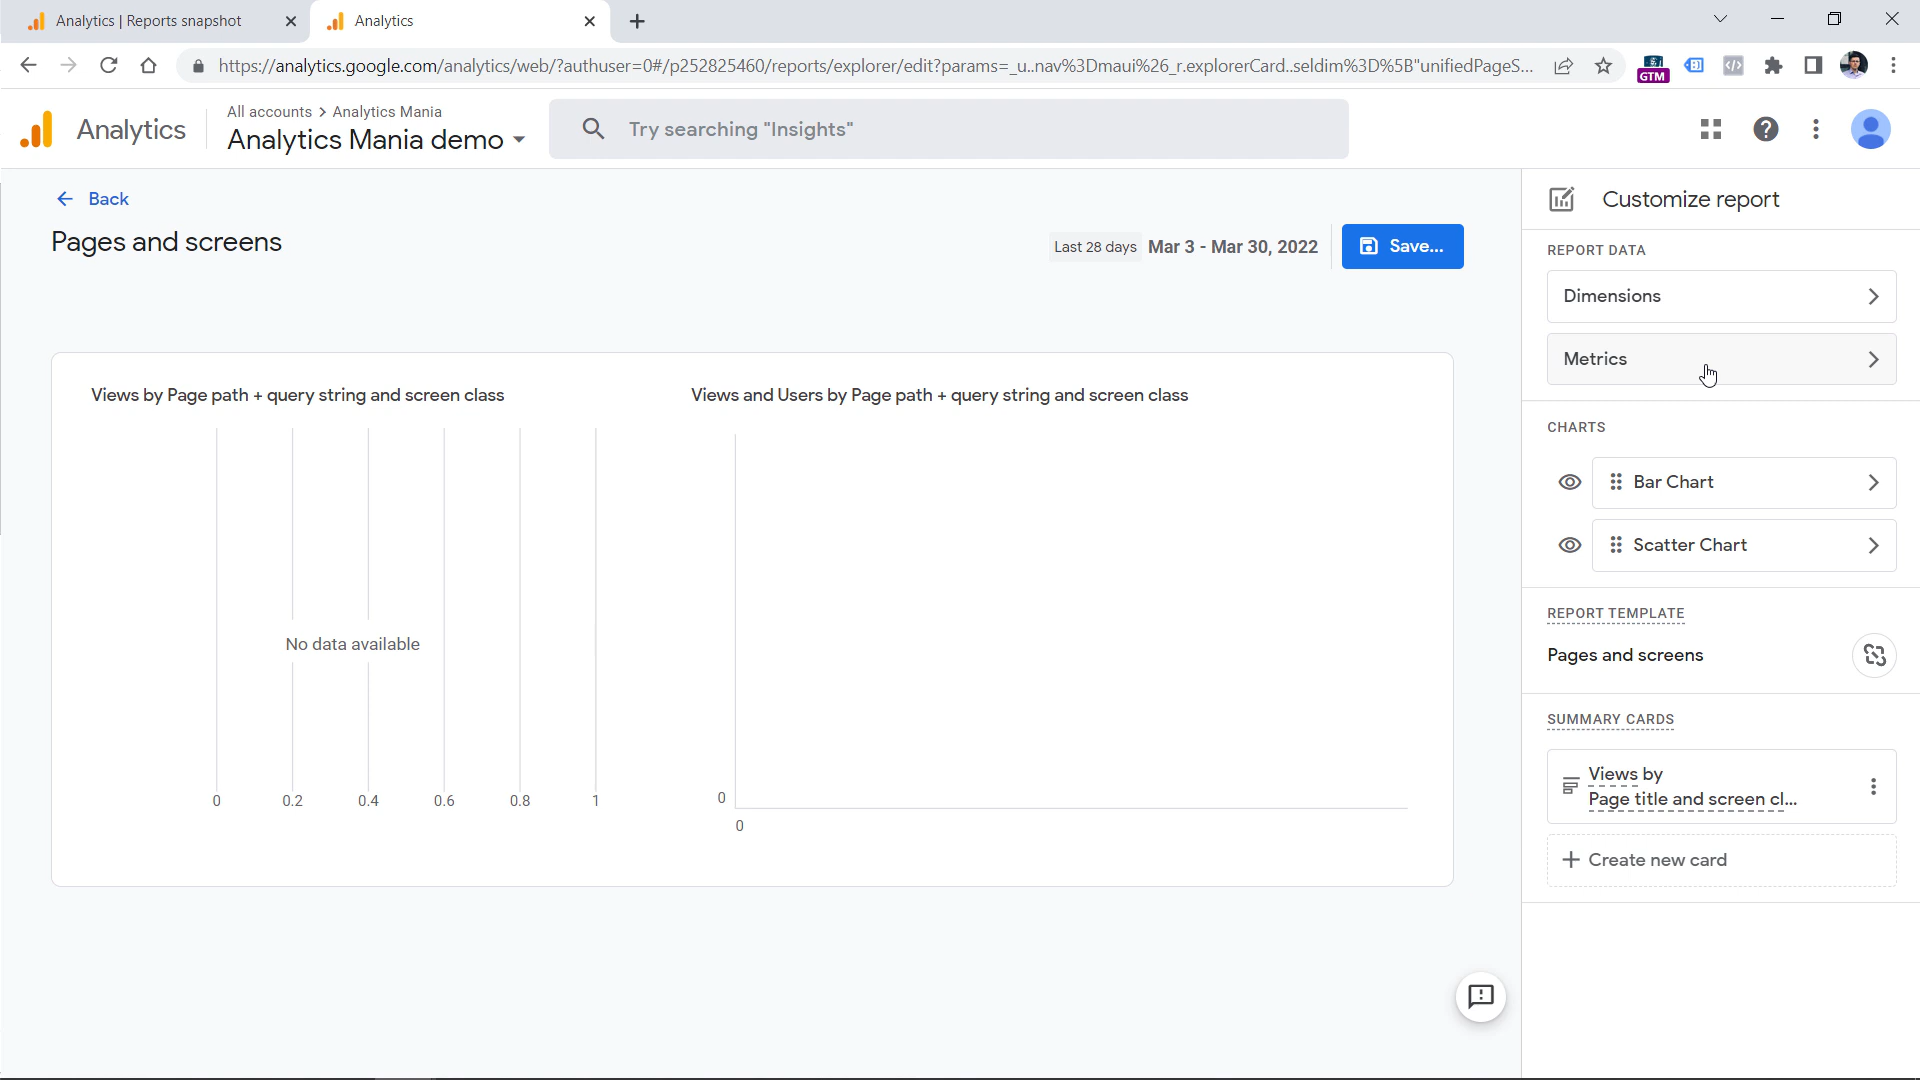 Analytics | Reports snapshot
Analytics
https://analytics.google.com/analytics/web/?authuser=0#/p252825460/reports/explorer/edit?params=_u..nav%3Dmaui%26_r.explorerCard..seldim%3D%5B"unifiedPageS...
GTM
Analytics
All accounts > Analytics Mania
Analytics Mania demo
Try searching "Insights"
Back
Pages and screens
Last 28 days Mar 3 - Mar 30, 2022
Save...
Views by Page path + query string and screen class
No data available
0 0.2 0.4 0.6 0.8 1
Views and Users by Page path + query string and screen class
0
0
Customize report
REPORT DATA
Dimensions
Metrics
CHARTS
Bar Chart
Scatter Chart
REPORT TEMPLATE
Pages and screens
SUMMARY CARDS
Views by
Page title and screen cl...
+ Create new card